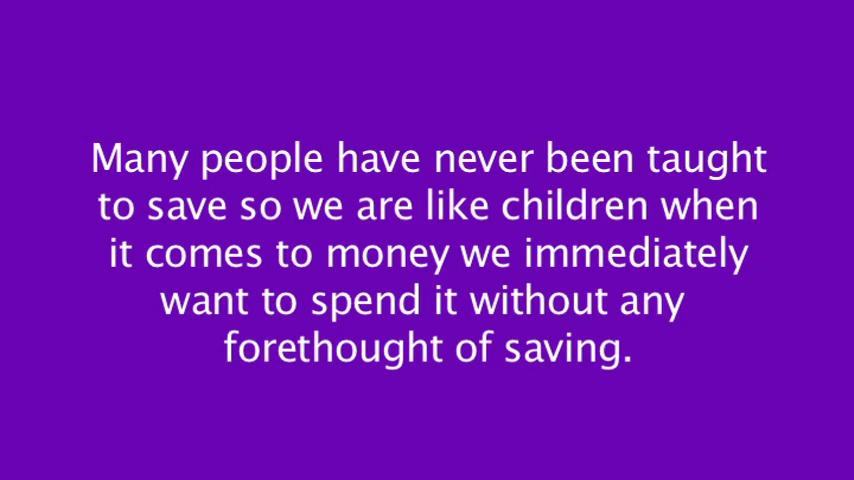 Many people have never been taught
to save so we are like children when
it comes to money we immediately
want to spend it without any
forethought of saving.